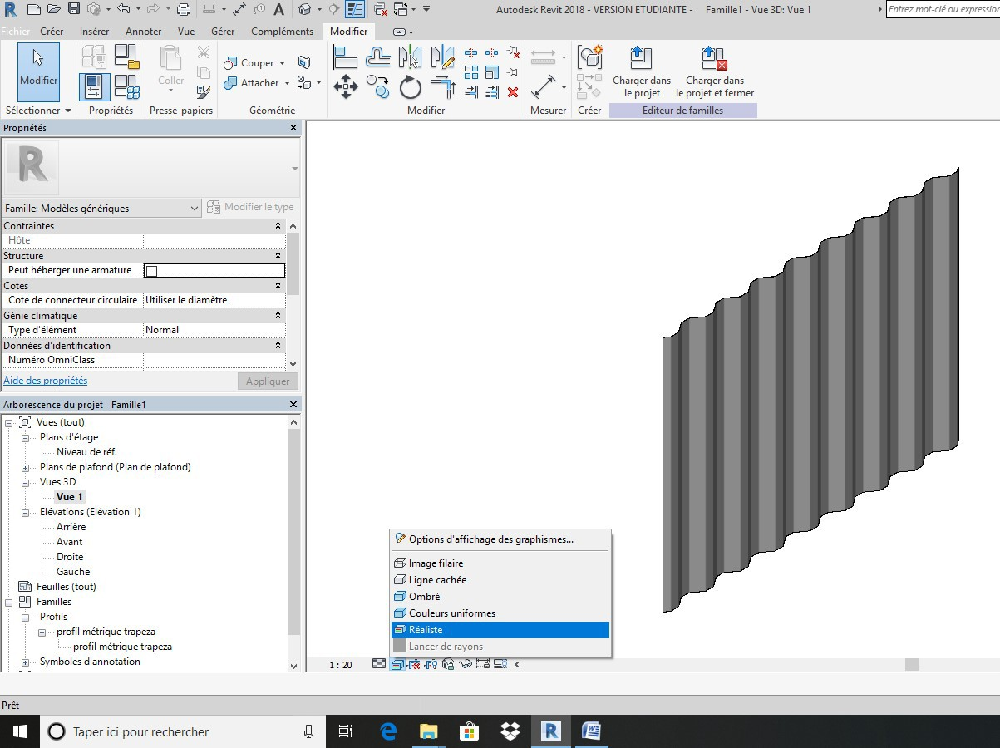 Autodesk Revit 2018 - VERSION ETUDIANTE - Famille1 - Vue 3D: Vue 1
Entrez mot-clé ou expression
Fichier Créer Insérer Annoter Vue Gérer Compléments Modifier
Modifier
Coller
Couper
Attacher
Charger dans
le projet
Charger dans
le projet et fermer
Sélectionner Propriétés Presse-papiers Géométrie Modifier Mesurer Créer Editeur de familles
Propriétés
Famille: Modèles génériques
Modifier le type
Contraintes
Hôte
Structure
Peut héberger une armature
Cotes
Cote de connecteur circulaire Utiliser le diamètre
Génie climatique
Type d'élément Normal
Données d'identification
Numéro OmniClass
Aide des propriétés Appliquer
Arborescence du projet - Famille1
Vues (tout)
Plans d'étage
Niveau de réf.
Plans de plafond (Plan de plafond)
Vues 3D
Vue 1
Elévations (Elévation 1)
Arrière
Avant
Droite
Gauche
Feuilles (tout)
Familles
Profils
profil métrique trapeza
profil métrique trapeza
Symboles d'annotation
Options d'affichage des graphismes...
Image filaire
Ligne cachée
Ombré
Couleurs uniformes
Réaliste
Lancer de rayons
1 : 20
Prêt
Taper ici pour rechercher